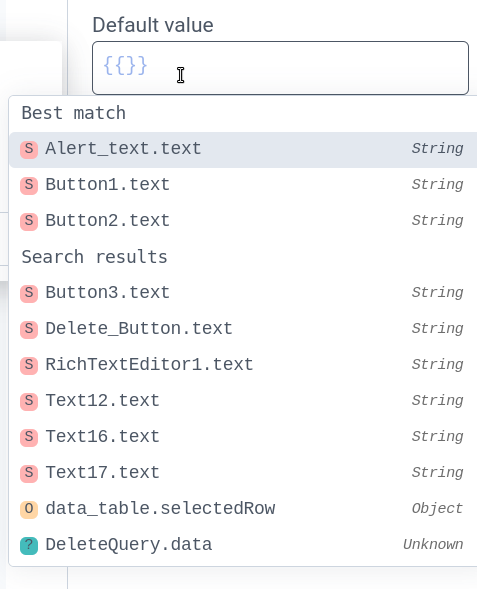 Default value
{{}}
Best match
S Alert_text.text String
S Button1.text String
S Button2.text String
Search results
S Button3.text String
S Delete_Button.text String
S RichTextEditor1.text String
S Text12.text String
S Text16.text String
S Text17.text String
O data_table.selectedRow Object
? DeleteQuery.data Unknown